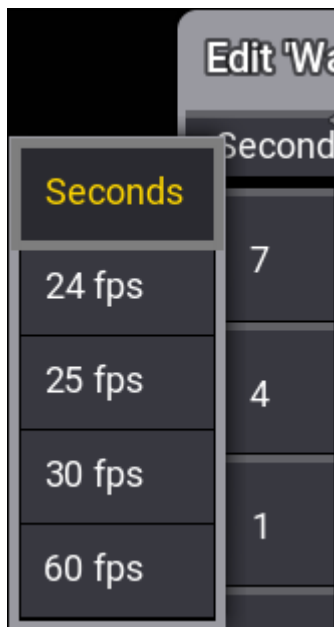 Edit 'Wa
Second
Seconds
24 fps
25 fps
30 fps
60 fps
7
4
1